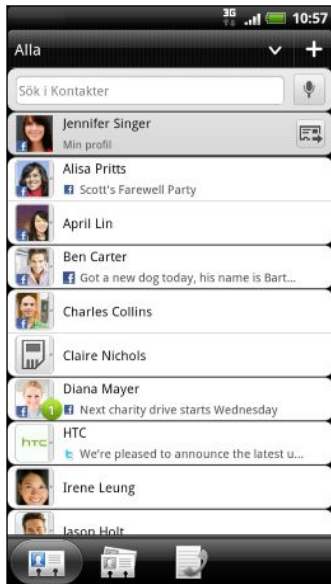 3G
10:57
Alla
Sök i Kontakter
Jennifer Singer
Min profil
Alisa Pritts
Scott's Farewell Party
April Lin
Ben Carter
Got a new dog today, his name is Bart...
Charles Collins
Claire Nichols
Diana Mayer
1
Next charity drive starts Wednesday
HTC
hTC
We're pleased to announce the latest u...
Irene Leung
Jason Holt